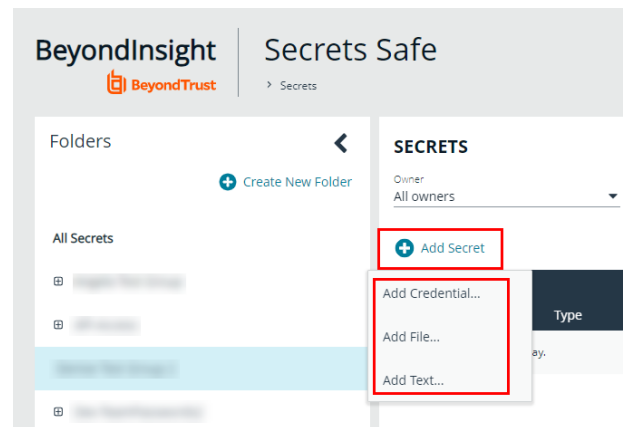 BeyondInsight
BeyondTrust
Secrets Safe
> Secrets
Folders
Create New Folder
All Secrets
SECRETS
Owner
All owners
Add Secret
Add Credential...
Add File...
Add Text...
Type
ay.